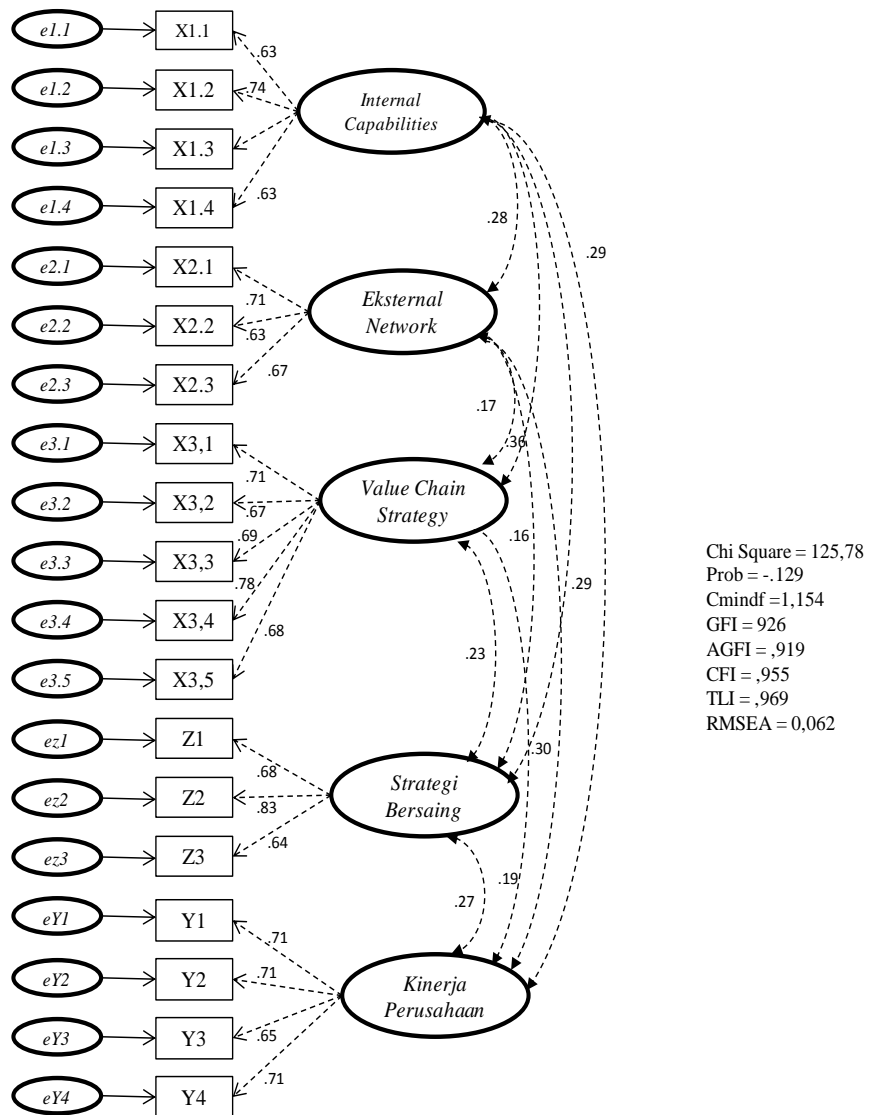 e1.1
X1.1
.63
e1.2
X1.2
.74
Internal
Capabilities
e1.3
X1.3
e1.4
X1.4
.63
.28
.29
e2.1
X2.1
.71
Eksternal
Network
e2.2
X2.2
.63
e2.3
X2.3
.67
.17
.36
e3.1
X3,1
.71
Value Chain
Strategy
e3.2
X3,2
.67
.16
e3.3
X3,3
.69
.29
e3.4
X3,4
.78
e3.5
X3,5
.68
.23
Chi Square = 125,78
Prob = -.129
Cmindf =1,154
GFI = 926
AGFI = ,919
CFI = ,955
TLI = ,969
RMSEA = 0,062
ez1
Z1
.68
.30
Strategi
Bersaing
ez2
Z2
.83
ez3
Z3
.64
.27
.19
eY1
Y1
.71
eY2
Y2
.71
Kinerja
Perusahaan
eY3
Y3
.65
eY4
Y4
.71